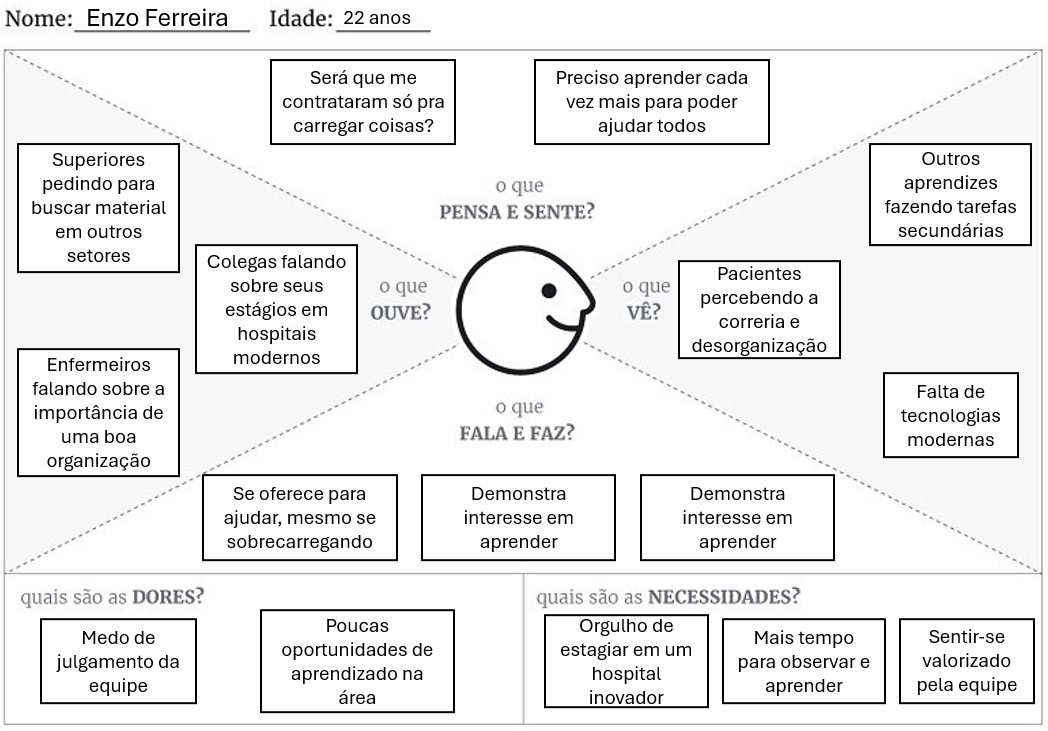 Nome: Enzo Ferreira Idade: 22 anos
Será que me
contrataram só pra
carregar coisas?
Preciso aprender cada
vez mais para poder
ajudar todos
o que
PENSA E SENTE?
Superiores
pedindo para
buscar material
em outros
setores
Colegas falando
sobre seus
estágios em
hospitais
modernos
Enfermeiros
falando sobre a
importância de
uma boa
organização
o que
OUVE?
o que
VÊ?
Outros
aprendizes
fazendo tarefas
secundárias
Pacientes
percebendo a
correria e
desorganização
Falta de
tecnologias
modernas
o que
FALA E FAZ?
Se oferece para
ajudar, mesmo se
sobrecarregando
Demonstra
interesse em
aprender
Demonstra
interesse em
aprender
quais são as DORES?
Medo de
julgamento da
equipe
Poucas
oportunidades de
aprendizado na
área
quais são as NECESSIDADES?
Orgulho de
estagiar em um
hospital
inovador
Mais tempo
para observar e
aprender
Sentir-se
valorizado
pela equipe